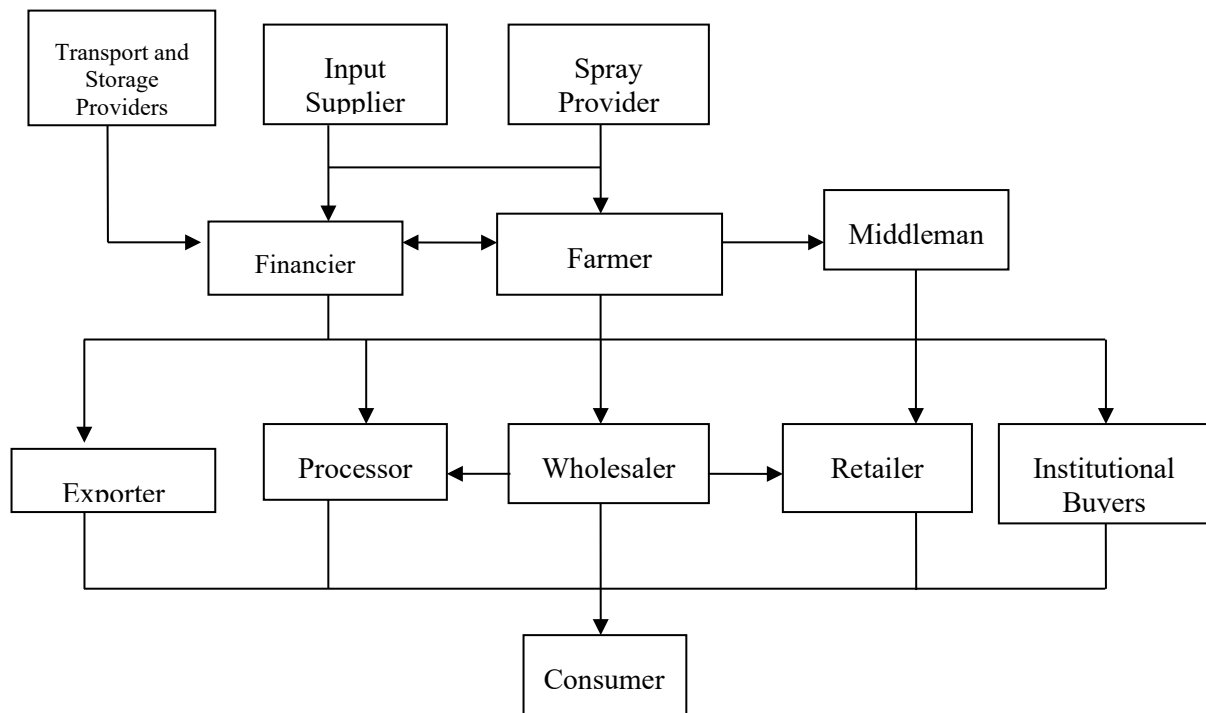 Transport and
Storage
Providers
Input
Supplier
Spray
Provider
Financier
Farmer
Middleman
Exporter
Processor
Wholesaler
Retailer
Institutional
Buyers
Consumer